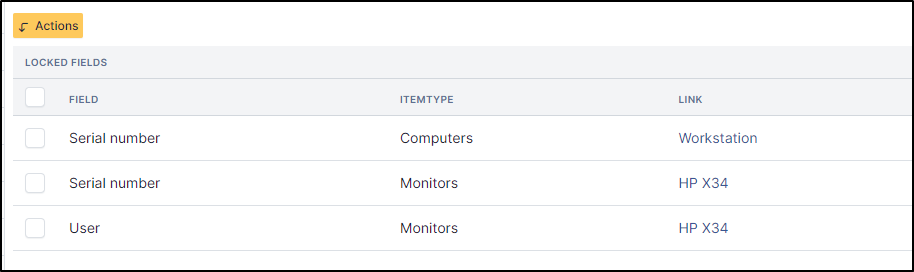 Actions
LOCKED FIELDS
FIELD ITEMTYPE LINK
Serial number Computers Workstation
Serial number Monitors HP X34
User Monitors HP X34